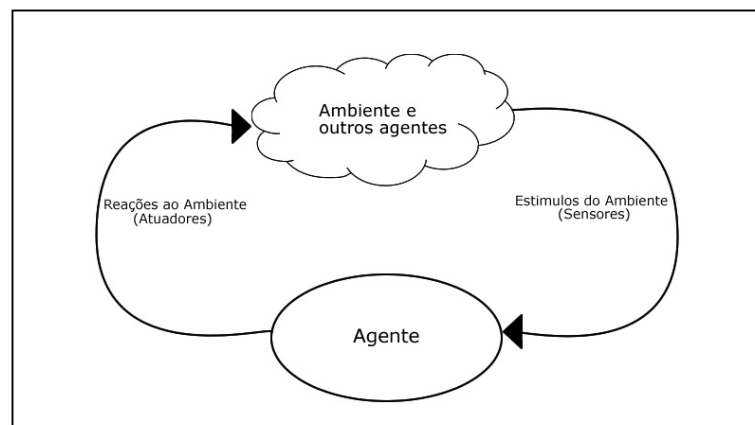 Ambiente e
outros agentes
Reações ao Ambiente
(Atuadores)
Estimulos do Ambiente
(Sensores)
Agente